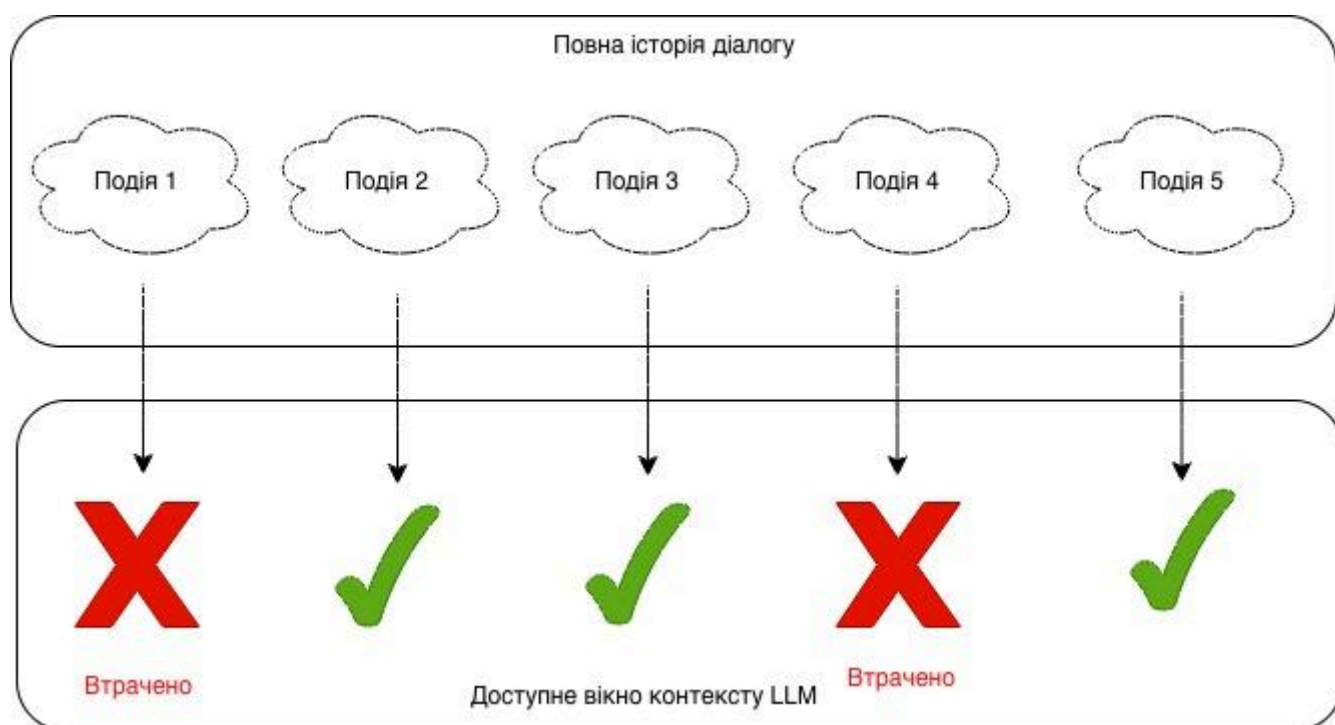 Повна історія діалогу
Подія 1
Подія 2
Подія 3
Подія 4
Подія 5
Втрачено
Втрачено
Доступне вікно контексту LLM